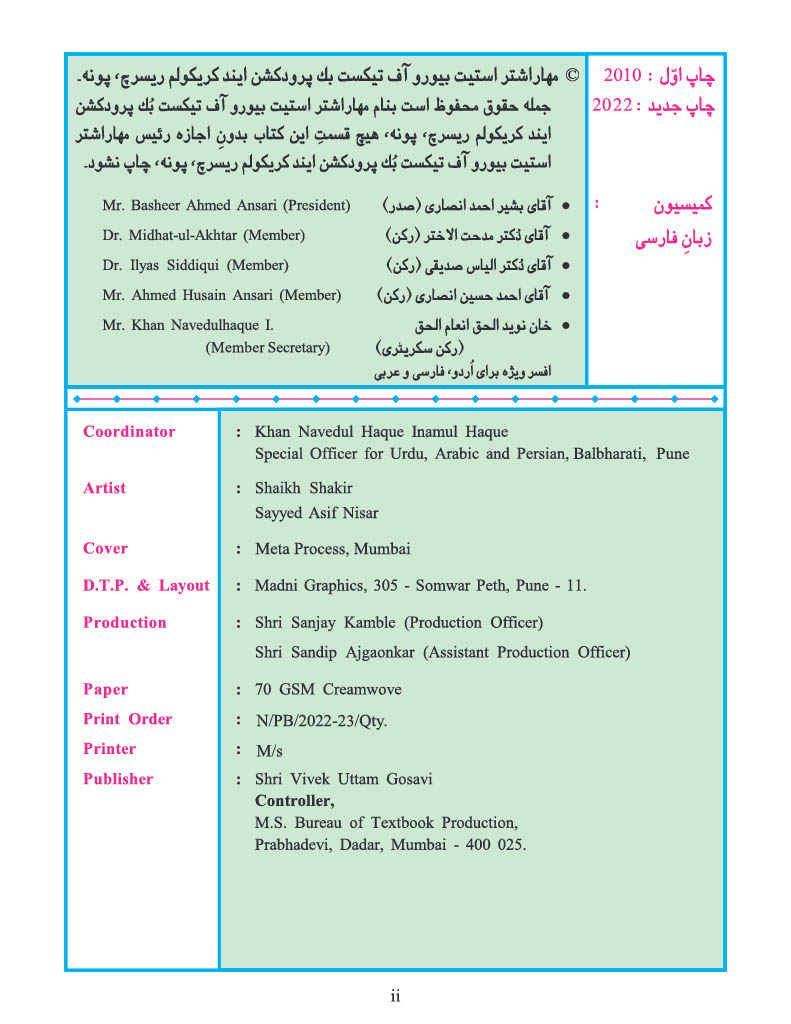 چاپ اوّل : 2010
چاپ جدید : 2022
© مهاراشتر استیت بیورو آف تیکست بك پرودکشن ایند کریکولم ریسرچ، پونه۔
جمله حقوق محفوظ است بنام مهاراشتر استیت بیورو آف تیکست بُك پرودکشن
ایند کریکولم ریسرچ، پونه، هیچ قسمتِ این کتاب بدونِ اجازه رئیس مهاراشتر
استیت بیورو آف تیکست بُك پرودکشن ایند کریکولم ریسرچ، پونه، چاپ نشود۔
کمیسیون :
زبانِ فارسی
● آقای بشیر احمد انصاری (صدر) Mr. Basheer Ahmed Ansari (President)
● آقای دُکتر مدحت الاختر (رکن) Dr. Midhat-ul-Akhtar (Member)
● آقای دُکتر الیاس صدیقی (رکن) Dr. Ilyas Siddiqui (Member)
● آقای احمد حسین انصاری (رکن) Mr. Ahmed Husain Ansari (Member)
● خان نوید الحق انعام الحق Mr. Khan Navedulhaque I.
(رکن سکریٹری) (Member Secretary)
افسر ویژه برای اُردو، فارسی و عربی
Coordinator : Khan Navedul Haque Inamul Haque
Special Officer for Urdu, Arabic and Persian, Balbharati, Pune
Artist : Shaikh Shakir
Sayyed Asif Nisar
Cover : Meta Process, Mumbai
D.T.P. & Layout : Madni Graphics, 305 - Somwar Peth, Pune - 11.
Production : Shri Sanjay Kamble (Production Officer)
Shri Sandip Ajgaonkar (Assistant Production Officer)
Paper : 70 GSM Creamwove
Print Order : N/PB/2022-23/Qty.
Printer : M/s
Publisher : Shri Vivek Uttam Gosavi
Controller,
M.S. Bureau of Textbook Production,
Prabhadevi, Dadar, Mumbai - 400 025.
ii